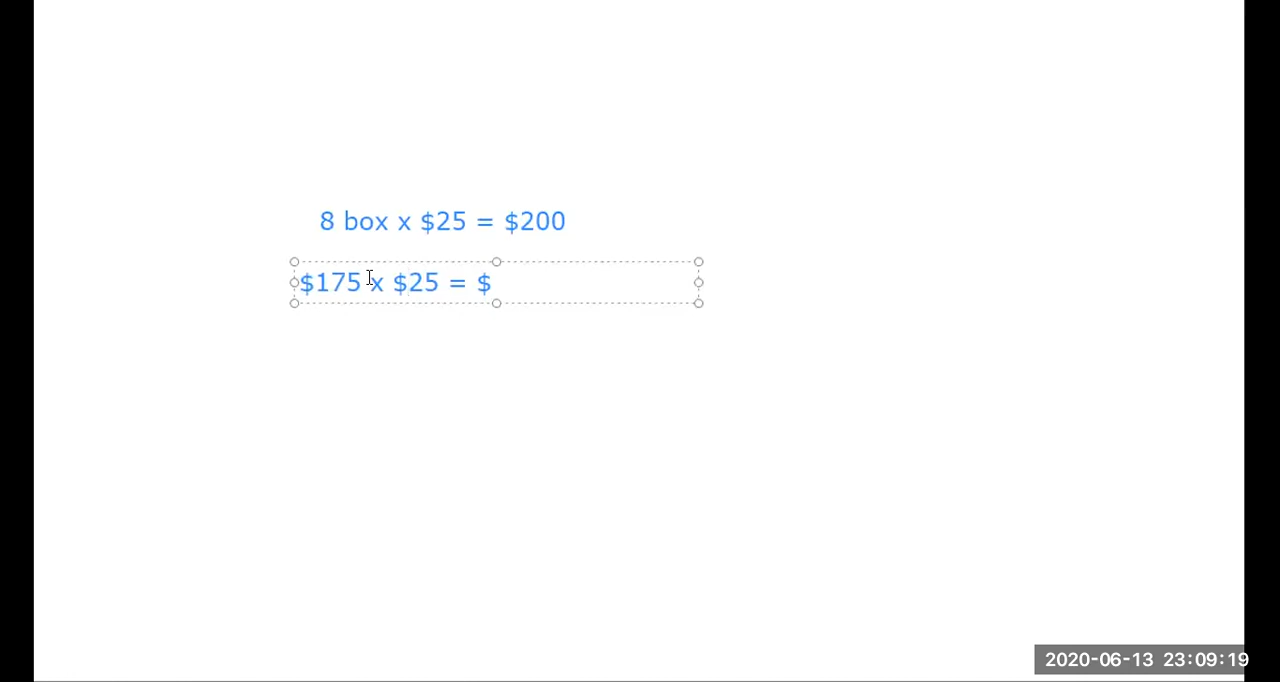 8 box x $25 = $200
$175 x $25 = $
2020-06-13 23:09:19